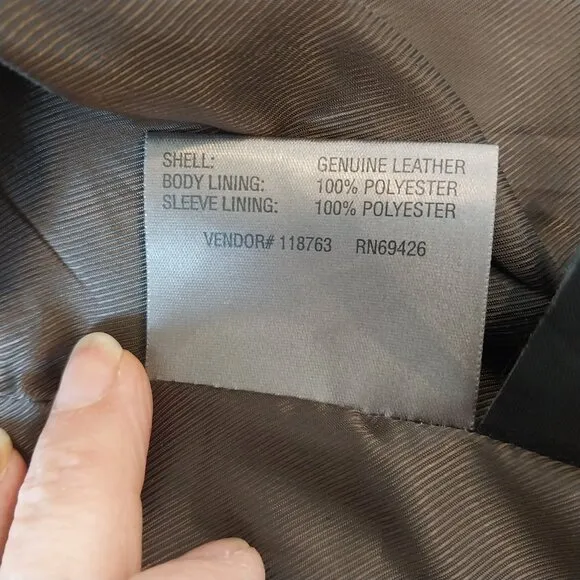 SHELL: GENUINE LEATHER
BODY LINING: 100% POLYESTER
SLEEVE LINING: 100% POLYESTER
VENDOR# 118763 RN69426